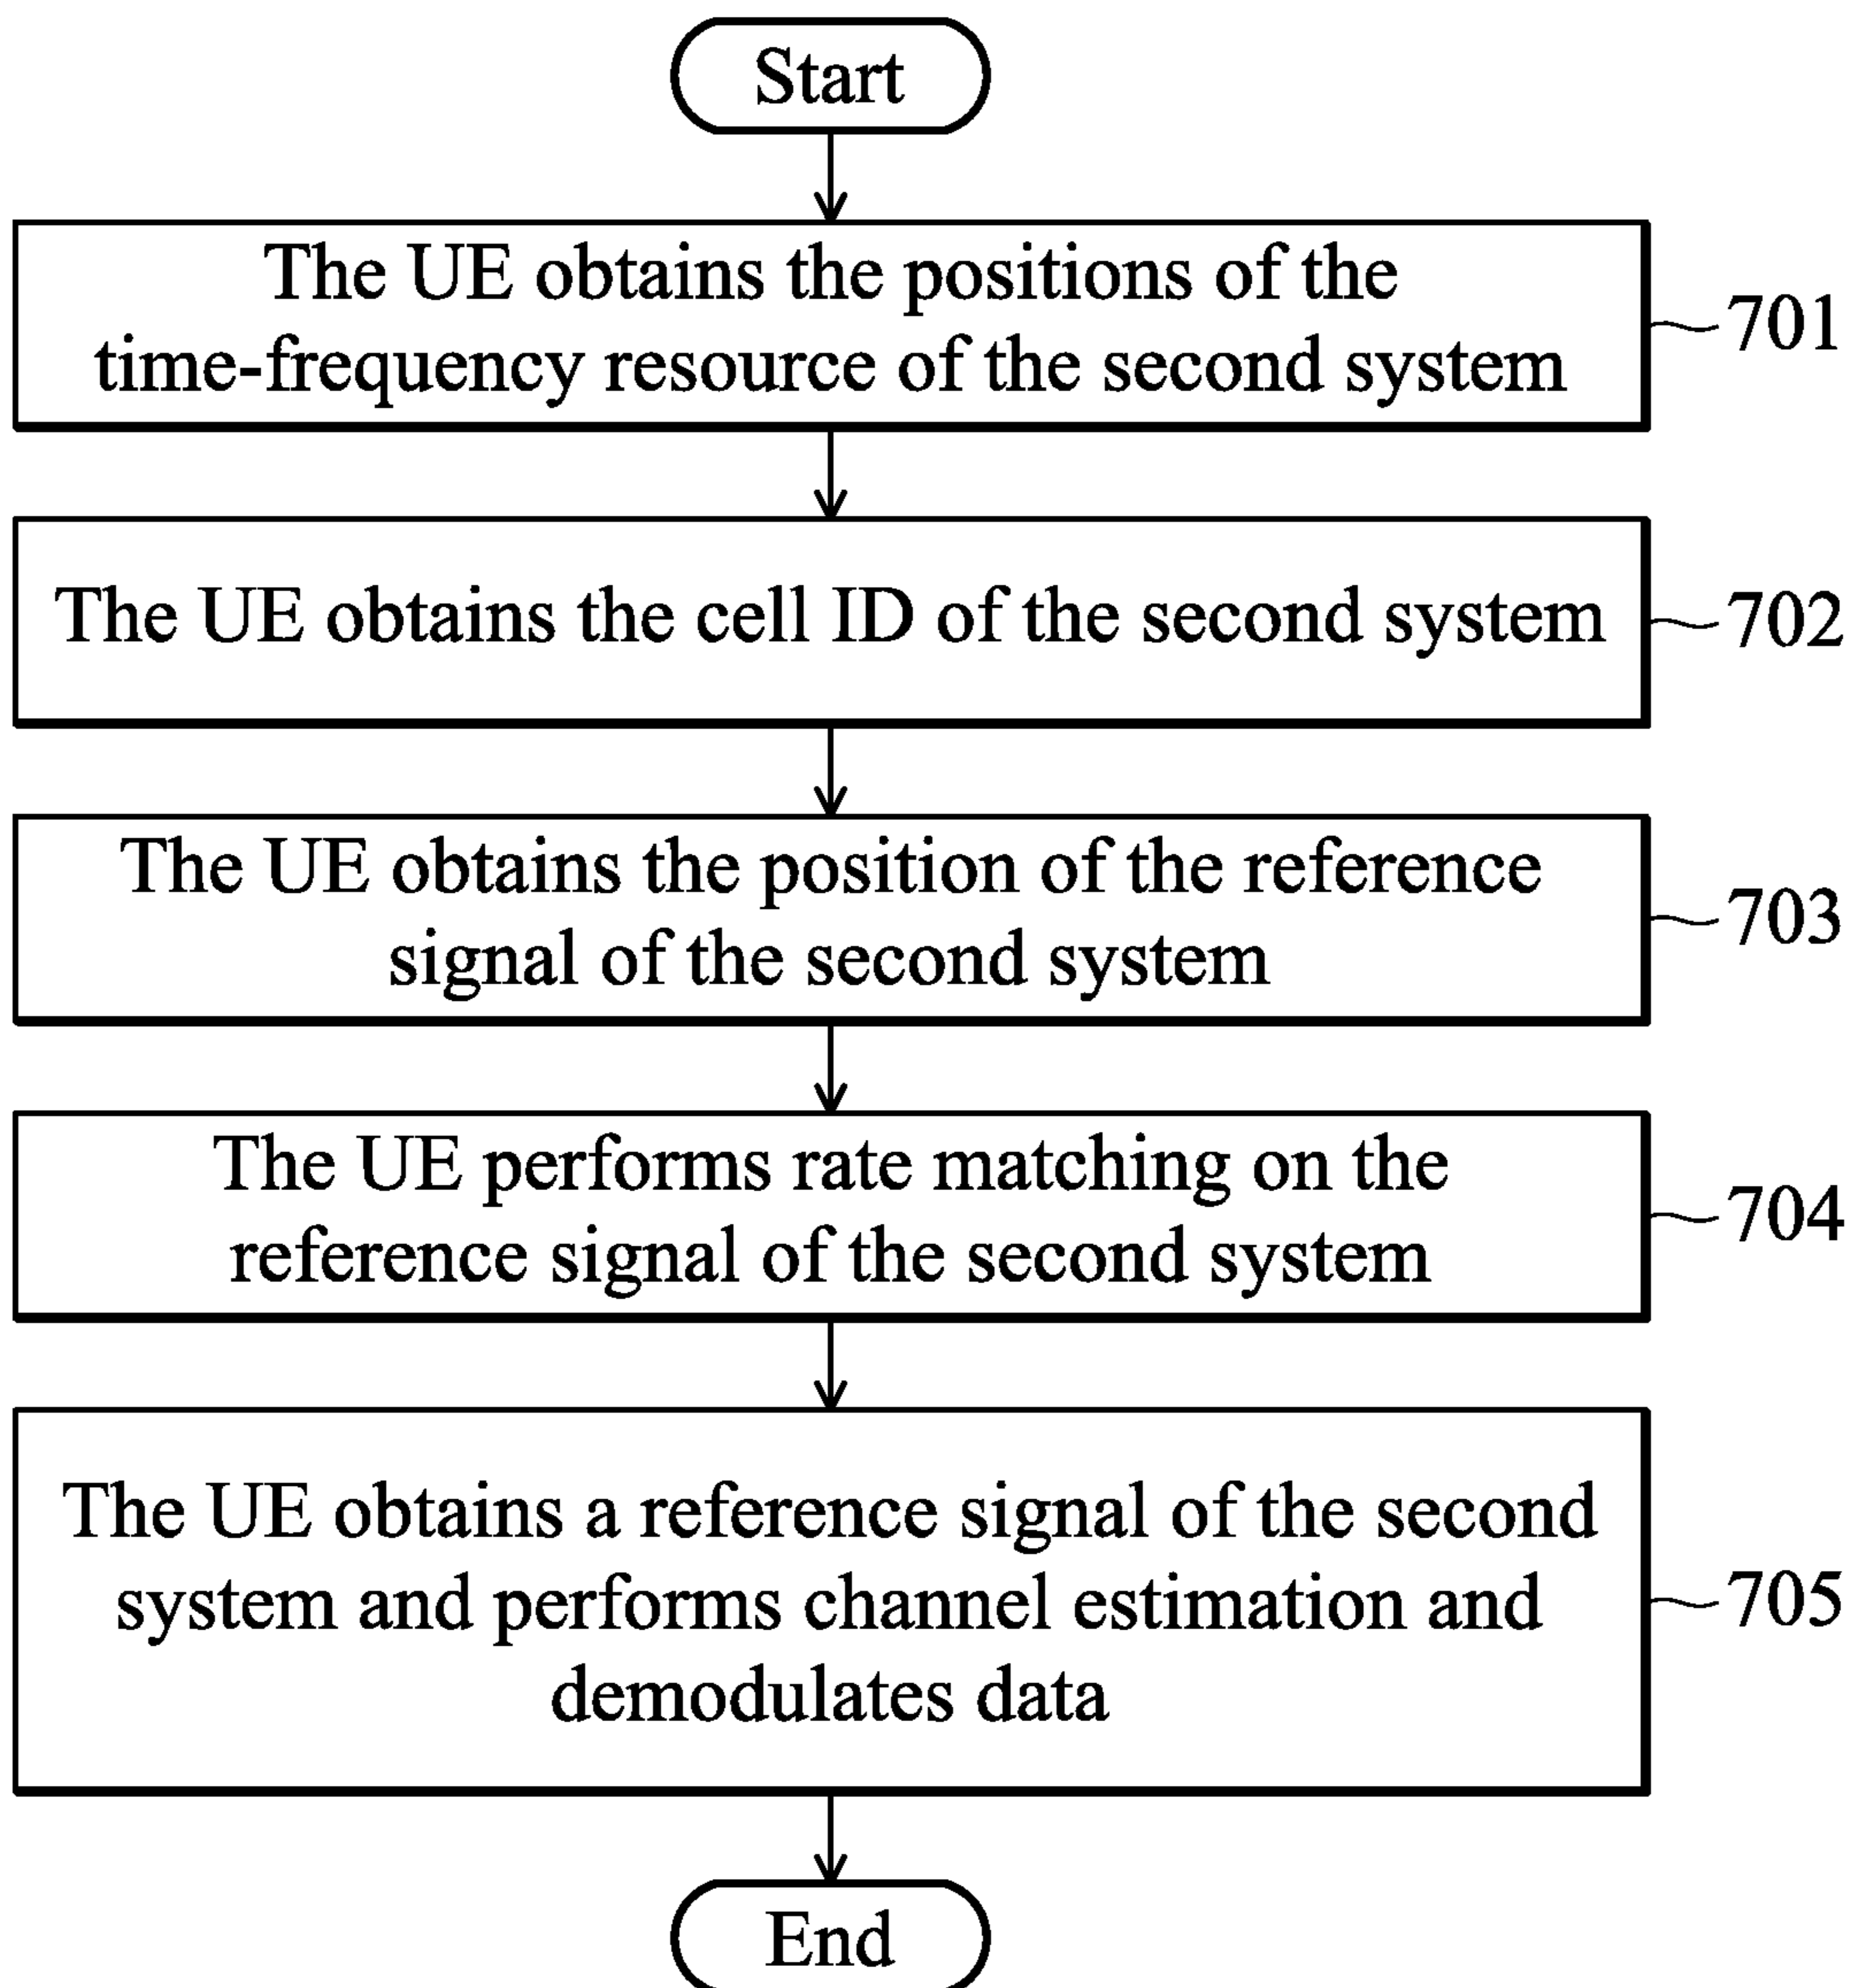 Start
The UE obtains the positions of the
time-frequency resource of the second system
701
The UE obtains the cell ID of the second system
702
The UE obtains the position of the reference
signal of the second system
703
The UE performs rate matching on the
reference signal of the second system
704
The UE obtains a reference signal of the second
system and performs channel estimation and
demodulates data
705
End